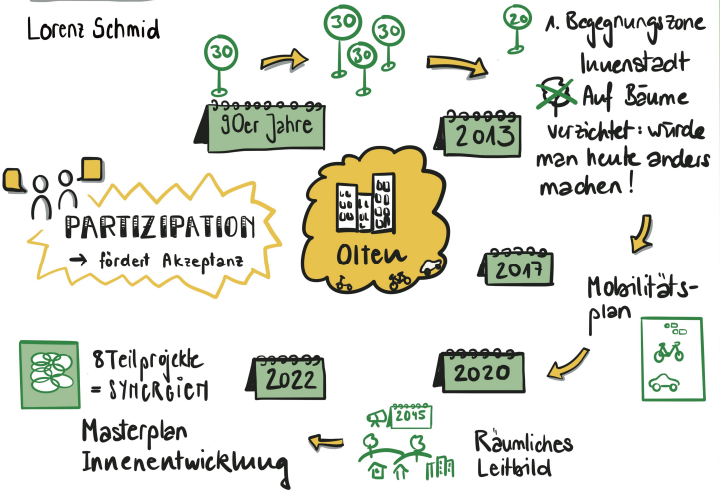 Lorenz Schmid
30
30
30
30
20
1. Begegnungszone
Innenstadt
Auf Bäume
verzichtet: würde
man heute anders
machen!
90er Jahre
2013
PARTIZIPATION
→ fördert Akzeptanz
Olten
2017
Mobilitäts-
plan
2020
2045
Räumliches
Leitbild
2022
8 Teilprojekte
= SYNERGIEN
Masterplan
Innenentwicklung